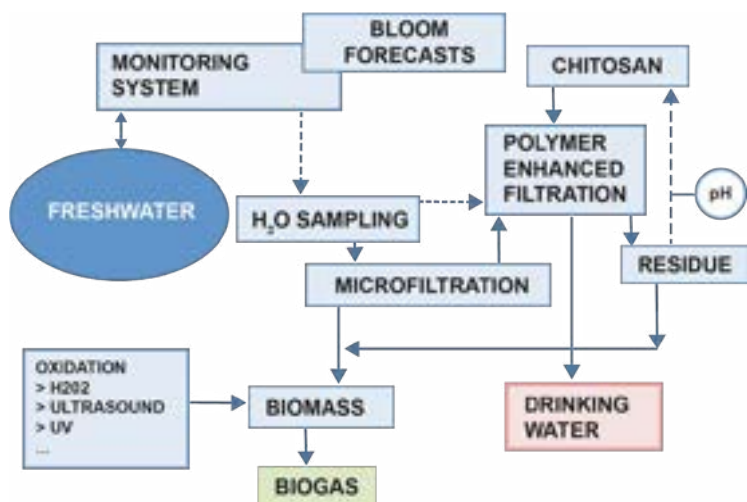 BLOOM
FORECASTS
MONITORING
SYSTEM
CHITOSAN
POLYMER
ENHANCED
FILTRATION
pH
FRESHWATER
H₂O SAMPLING
RESIDUE
MICROFILTRATION
OXIDATION
> H202
> ULTRASOUND
> UV
...
BIOMASS
DRINKING
WATER
BIOGAS